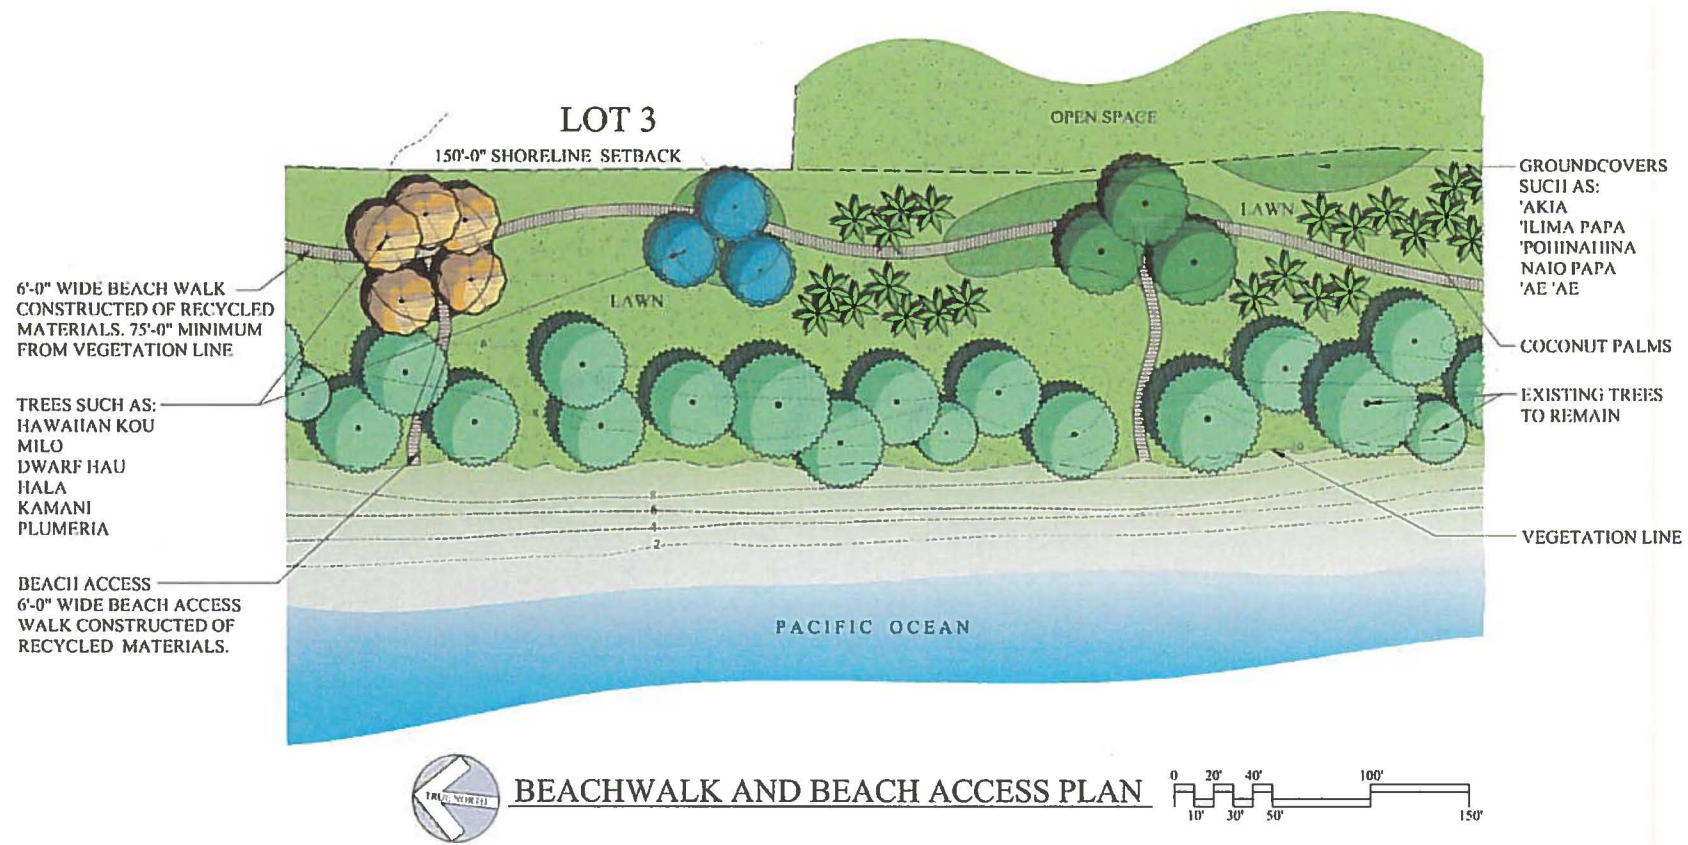 LOT 3
150'-0" SHORELINE SETBACK
OPEN SPACE
GROUNDCOVERS
SUCH AS:
'AKIA
'ILIMA PAPA
'POHINAHINA
NAIO PAPA
'AE 'AE
LAWN
LAWN
6'-0" WIDE BEACH WALK
CONSTRUCTED OF RECYCLED
MATERIALS. 75'-0" MINIMUM
FROM VEGETATION LINE
COCONUT PALMS
TREES SUCH AS:
HAWAIIAN KOU
MILO
DWARF HAU
HALA
KAMANI
PLUMERIA
EXISTING TREES
TO REMAIN
8
6
4
2
VEGETATION LINE
BEACH ACCESS
6'-0" WIDE BEACH ACCESS
WALK CONSTRUCTED OF
RECYCLED MATERIALS.
PACIFIC OCEAN
TRUE NORTH
BEACHWALK AND BEACH ACCESS PLAN
0 20' 40' 100'
10' 30' 50' 150'